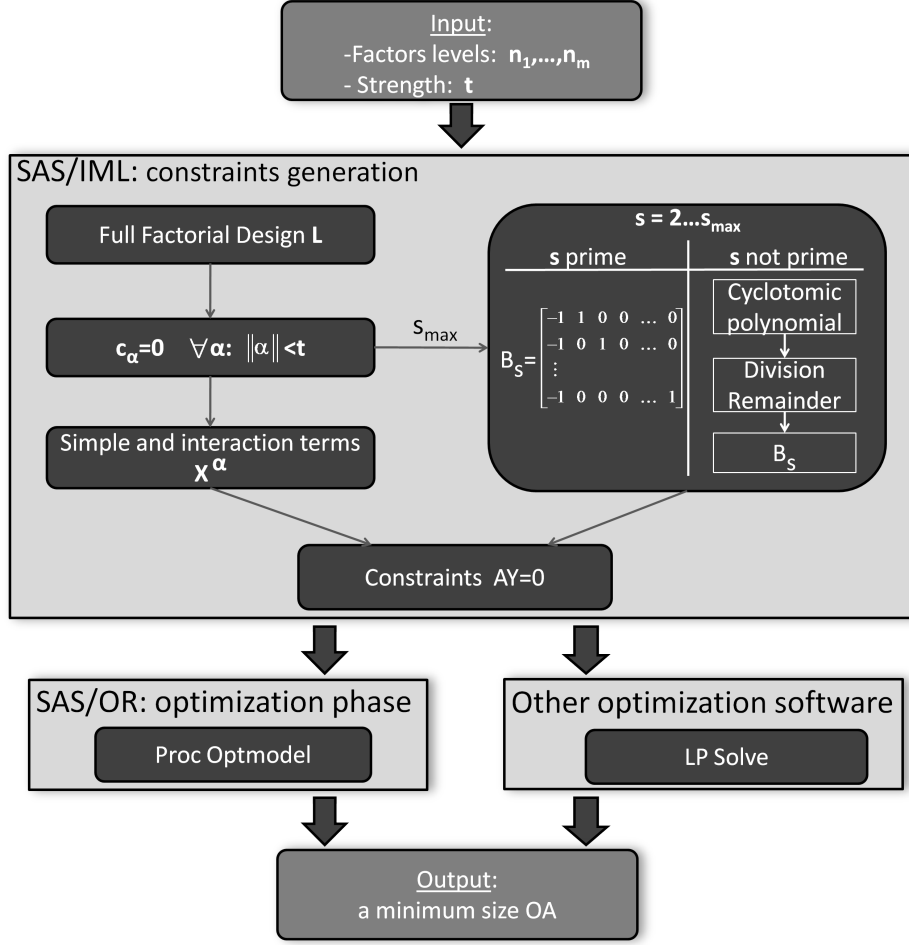 Input:
-Factors levels: n1,...,nm
- Strength: t
SAS/IML: constraints generation
Full Factorial Design L
cα=0 ∀α: ‖α‖<t
Simple and interaction terms
X^α
smax
s = 2...smax
s prime
Bs=
−1 1 0 0 ... 0
−1 0 1 0 ... 0
⋮
−1 0 0 0 ... 1
s not prime
Cyclotomic
polynomial
Division
Remainder
Bs
Constraints AY=0
SAS/OR: optimization phase
Proc Optmodel
Other optimization software
LP Solve
Output:
a minimum size OA